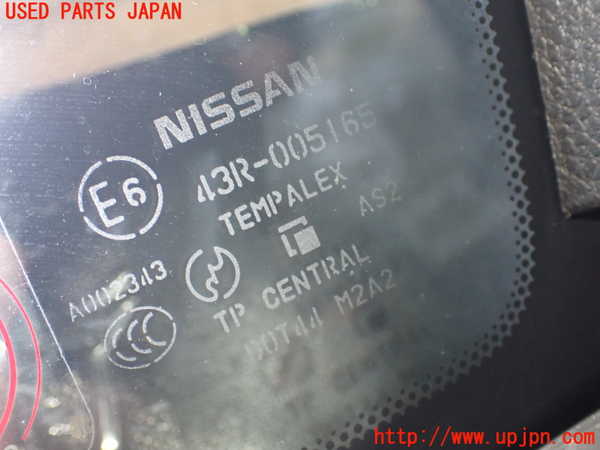 USED PARTS JAPAN
NISSAN
E6
43R-005165
TEMPALEX
AS2
A002343
TP CENTRAL
DOT44 M2A2
http://www.upjpn.com/